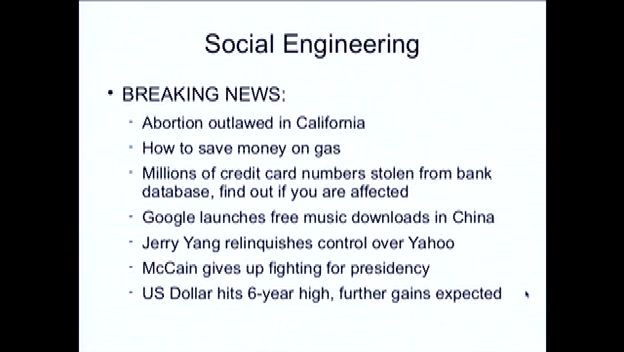 Social Engineering
• BREAKING NEWS:
- Abortion outlawed in California
- How to save money on gas
- Millions of credit card numbers stolen from bank
database, find out if you are affected
- Google launches free music downloads in China
- Jerry Yang relinquishes control over Yahoo
- McCain gives up fighting for presidency
- US Dollar hits 6-year high, further gains expected